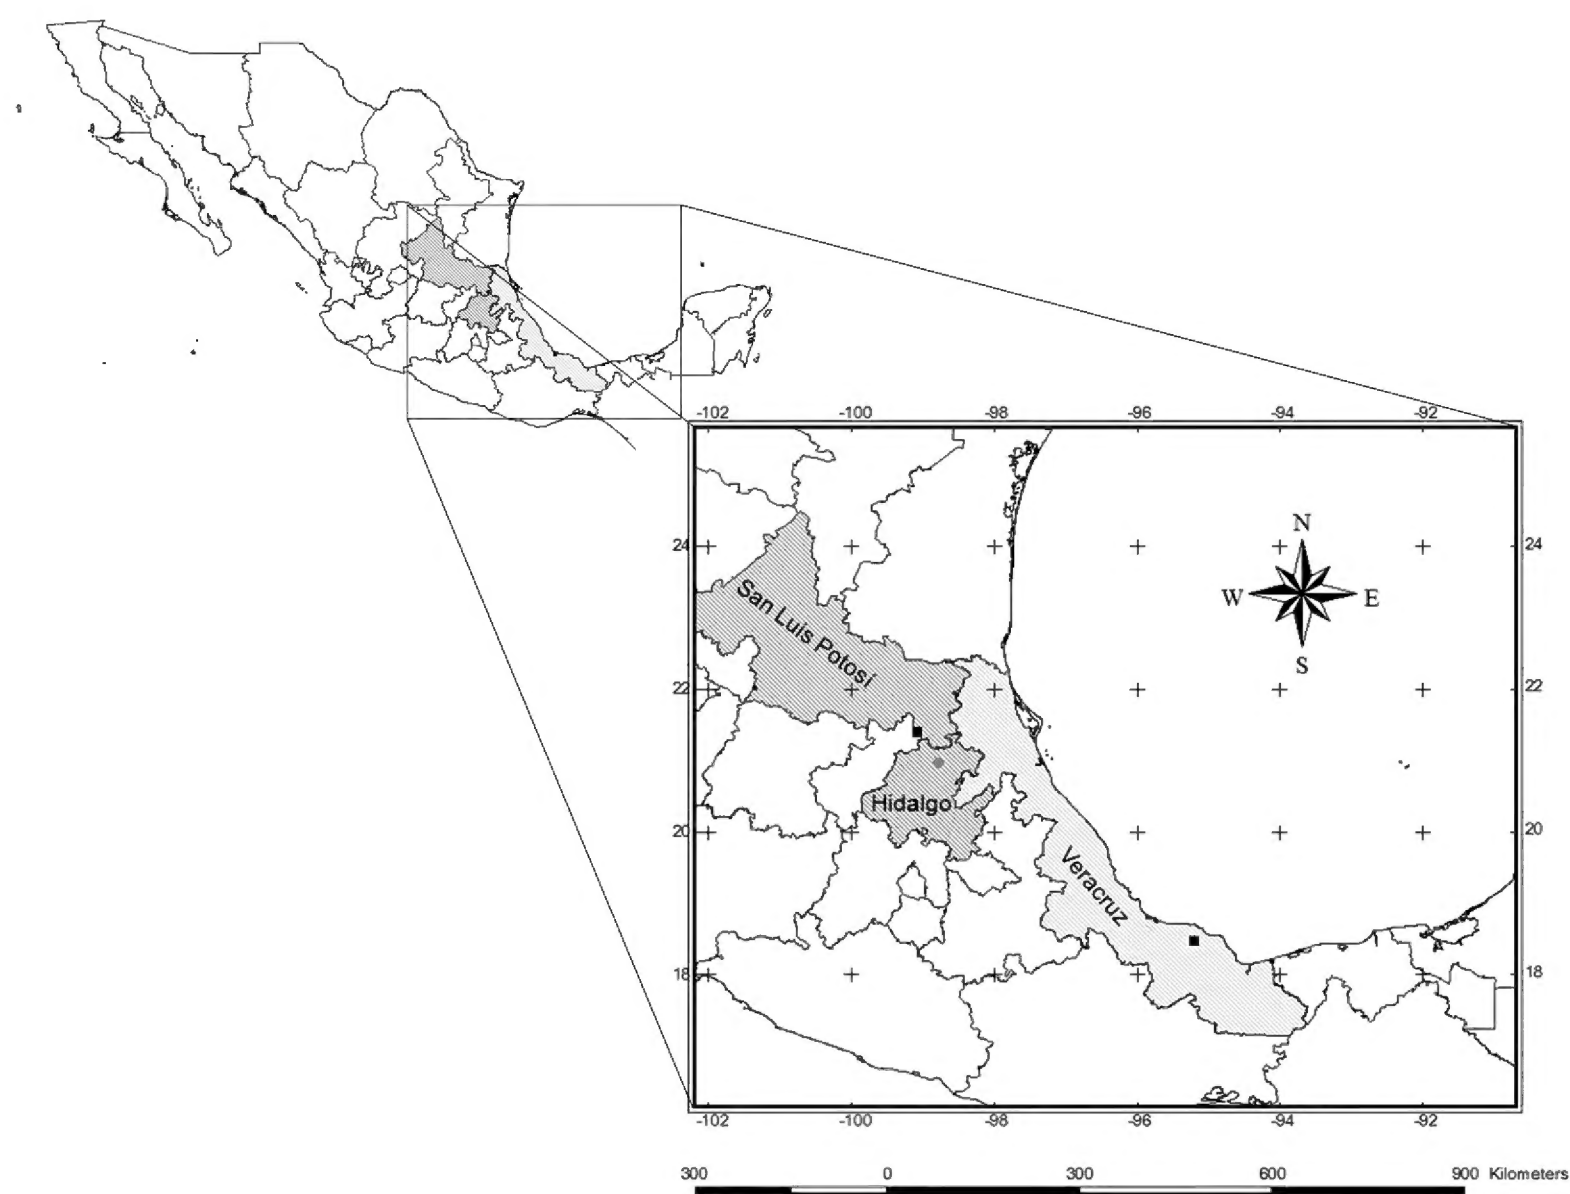 -102 -100 -98 -96 -94 -92
N
24 24
W E
S
San Luis Potosí
22 22
Hidalgo
20 20
Veracruz
18 18
-102 -100 -98 -96 -94 -92
300 0 300 600 900 Kilometers